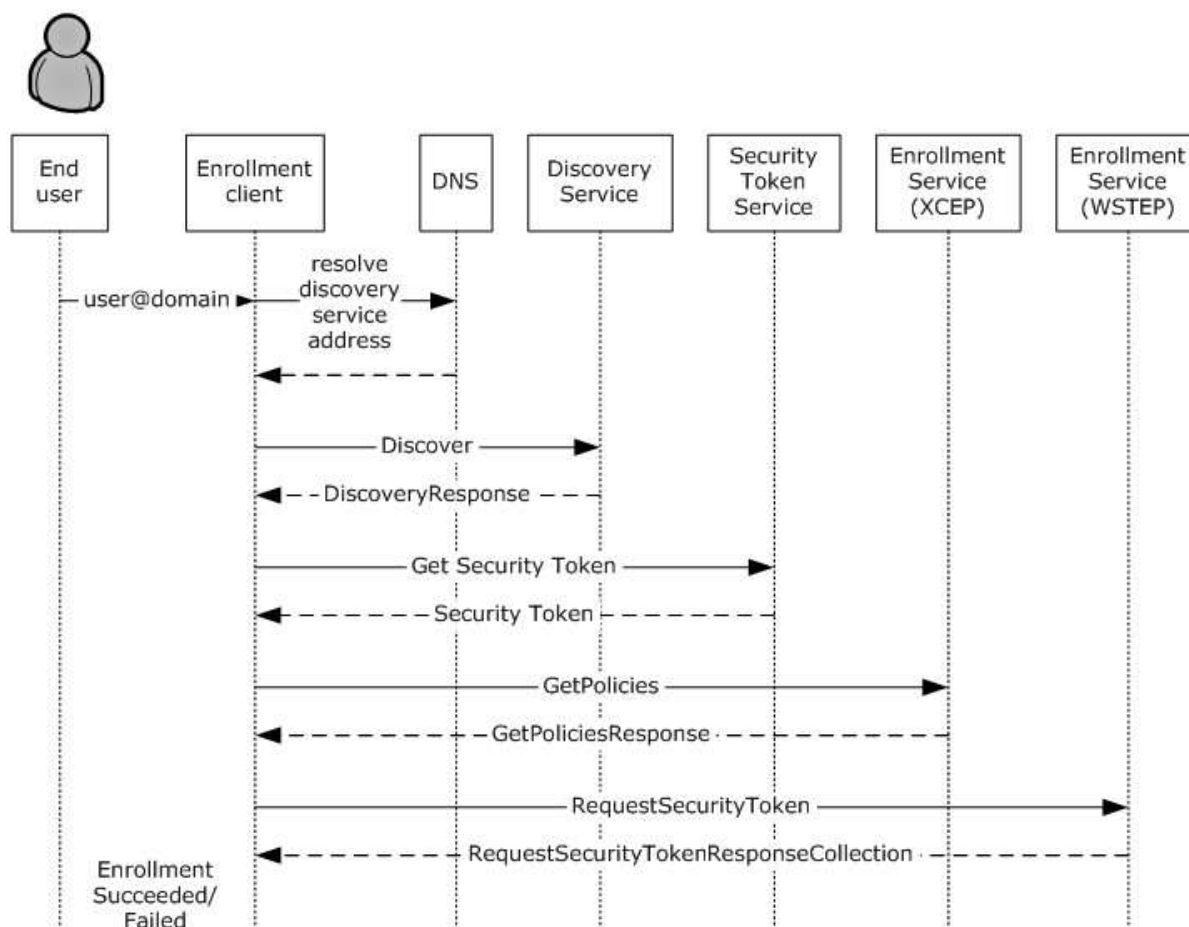 End
user
Enrollment
client
DNS
Discovery
Service
Security
Token
Service
Enrollment
Service
(XCEP)
Enrollment
Service
(WSTEP)
user@domain
resolve
discovery
service
address
Discover
DiscoveryResponse
Get Security Token
Security Token
GetPolicies
GetPoliciesResponse
RequestSecurityToken
RequestSecurityTokenResponseCollection
Enrollment
Succeeded/
Failed